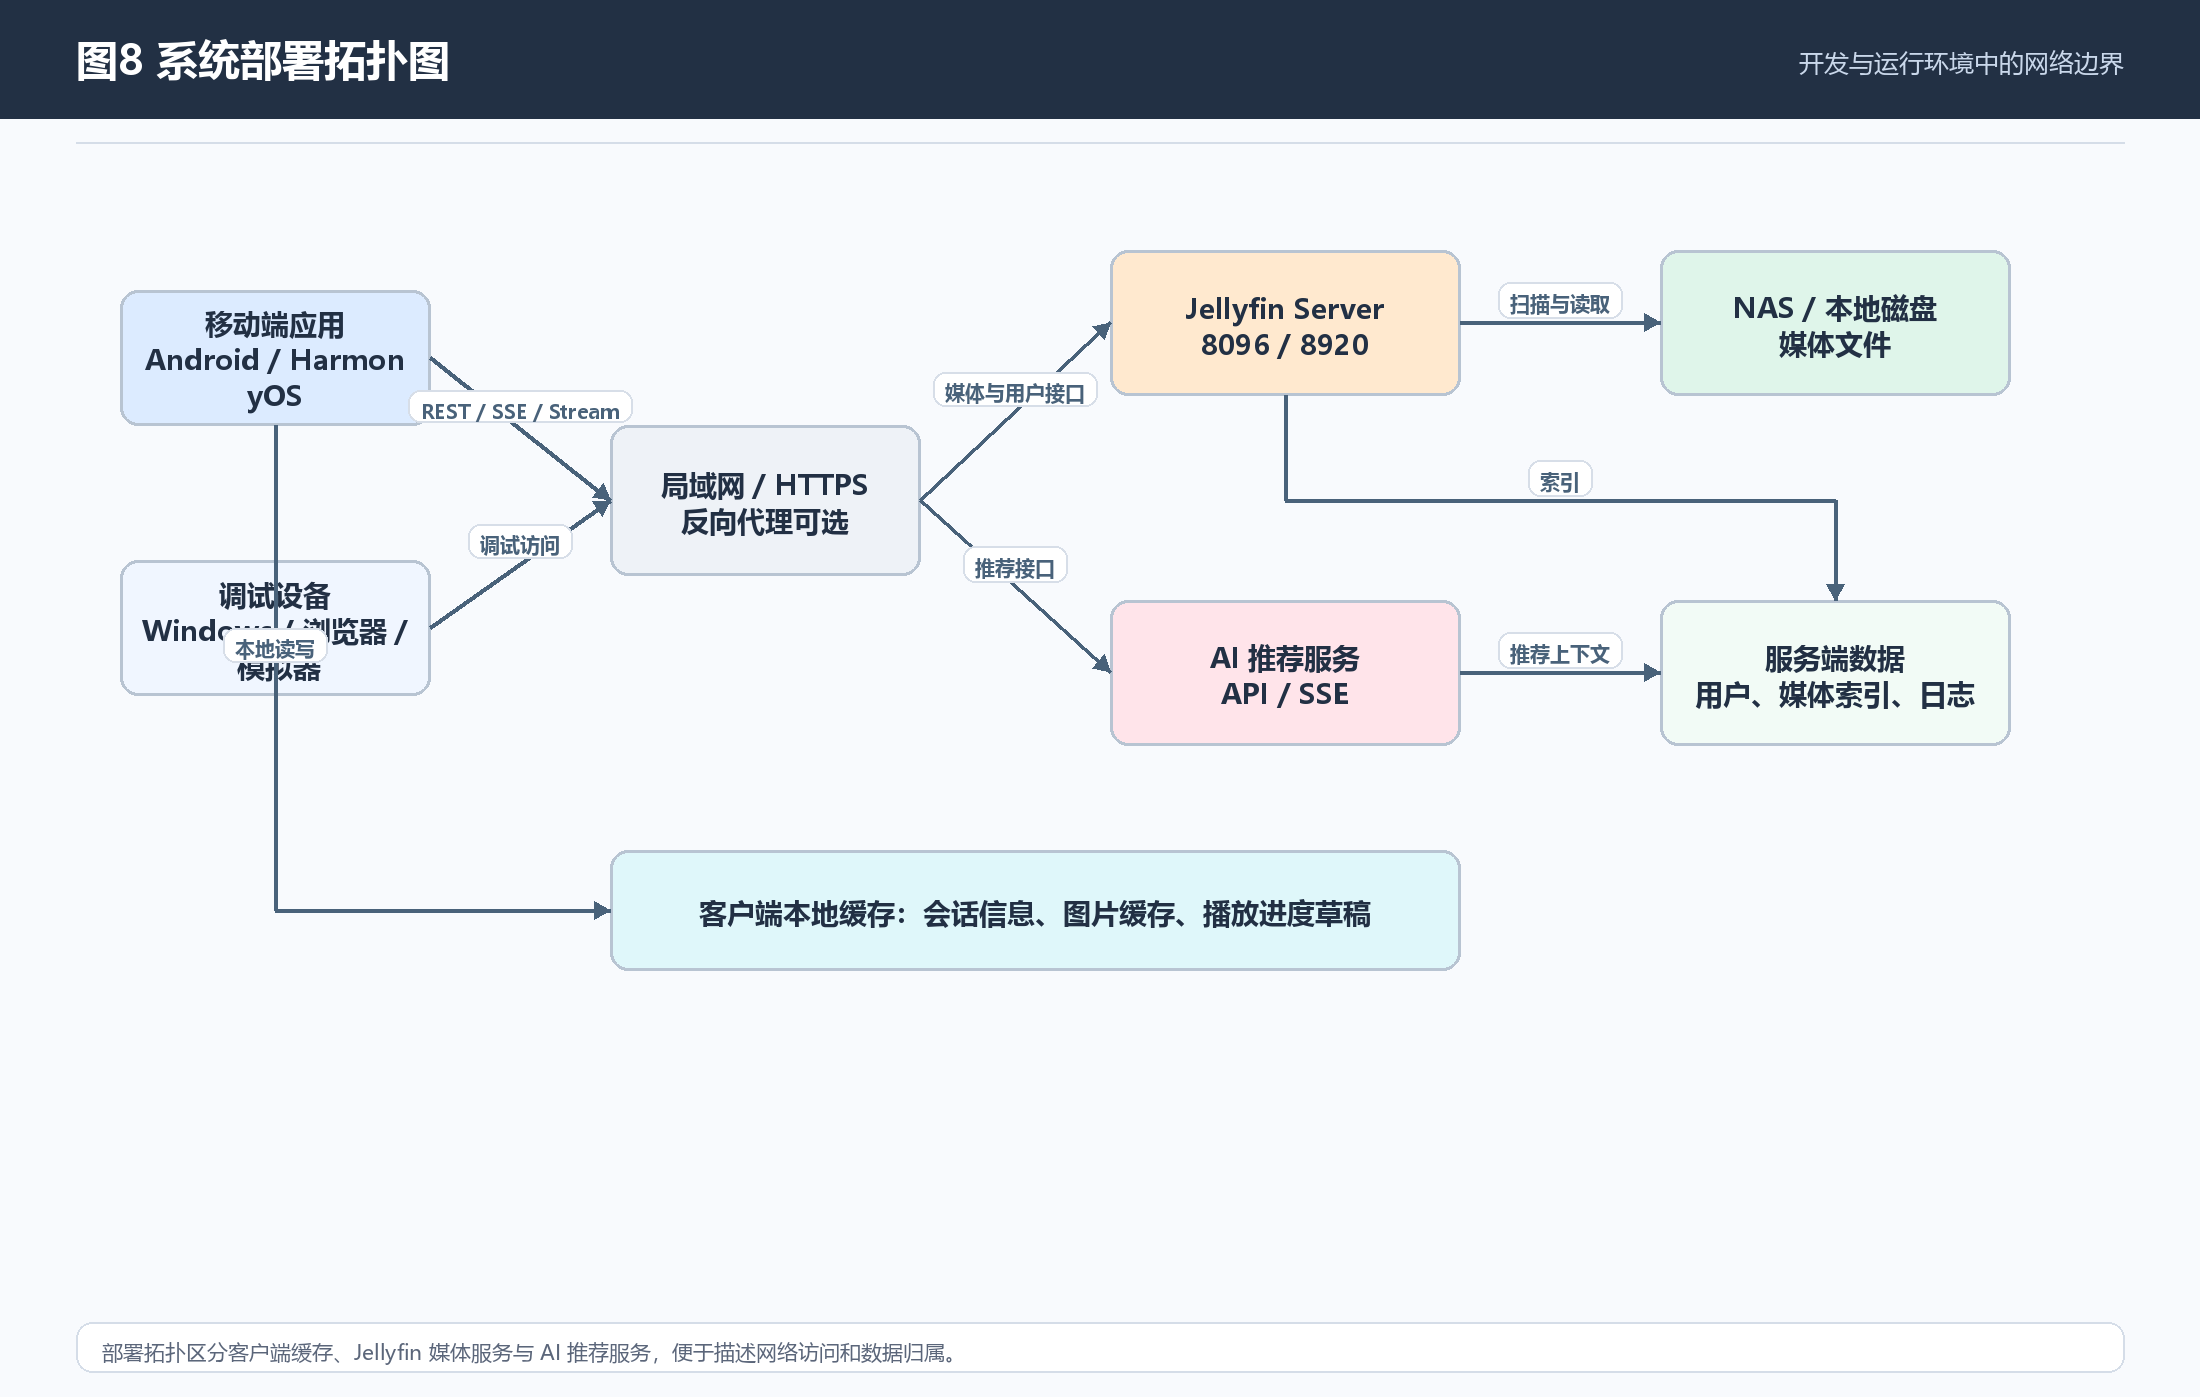 图8 系统部署拓扑图
开发与运行环境中的网络边界
移动端应用
Android / Harmon
yOS
REST / SSE / Stream
调试设备
Windows / 浏览器 /
模拟器
本地读写
调试访问
局域网 / HTTPS
反向代理可选
媒体与用户接口
推荐接口
Jellyfin Server
8096 / 8920
扫描与读取
NAS / 本地磁盘
媒体文件
索引
AI 推荐服务
API / SSE
推荐上下文
服务端数据
用户、媒体索引、日志
客户端本地缓存：会话信息、图片缓存、播放进度草稿
部署拓扑区分客户端缓存、Jellyfin 媒体服务与 AI 推荐服务，便于描述网络访问和数据归属。